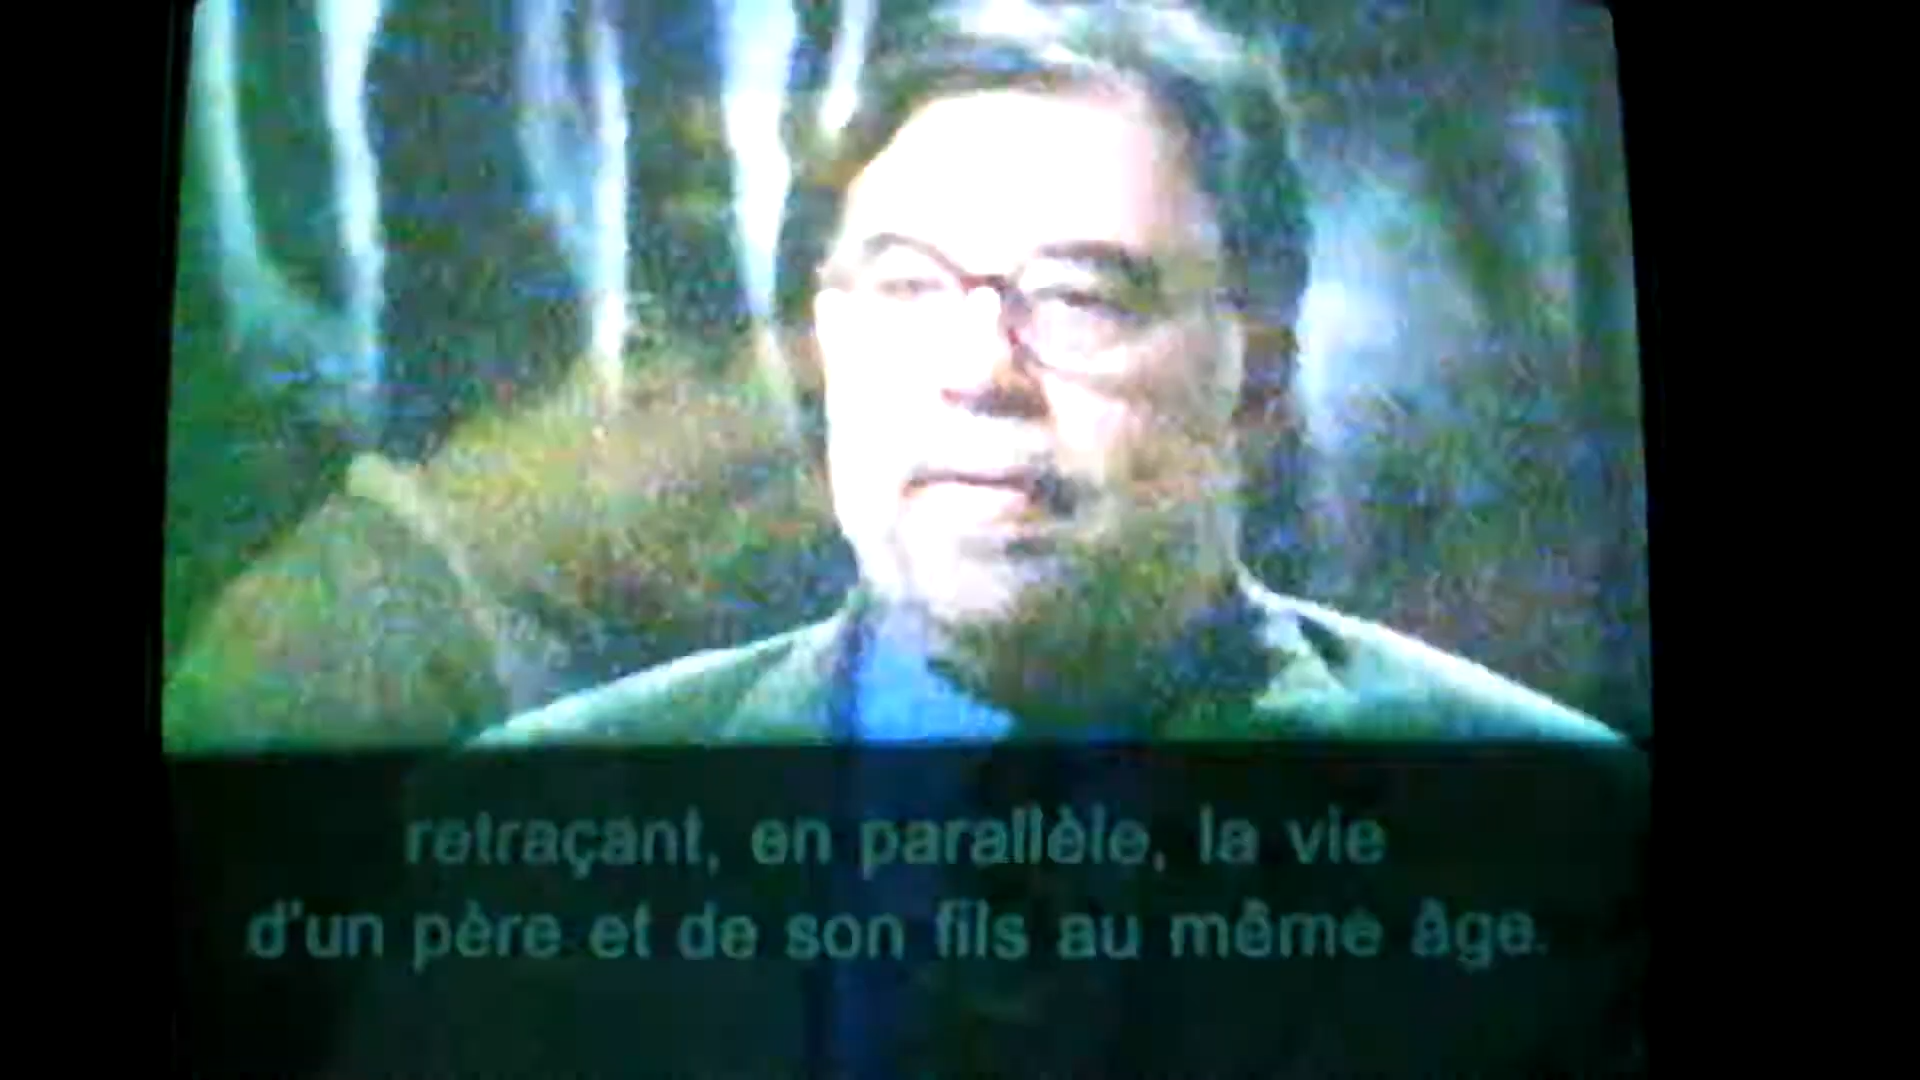 retraçant, en parallèle, la vie
d'un père et de son fils au même âge.